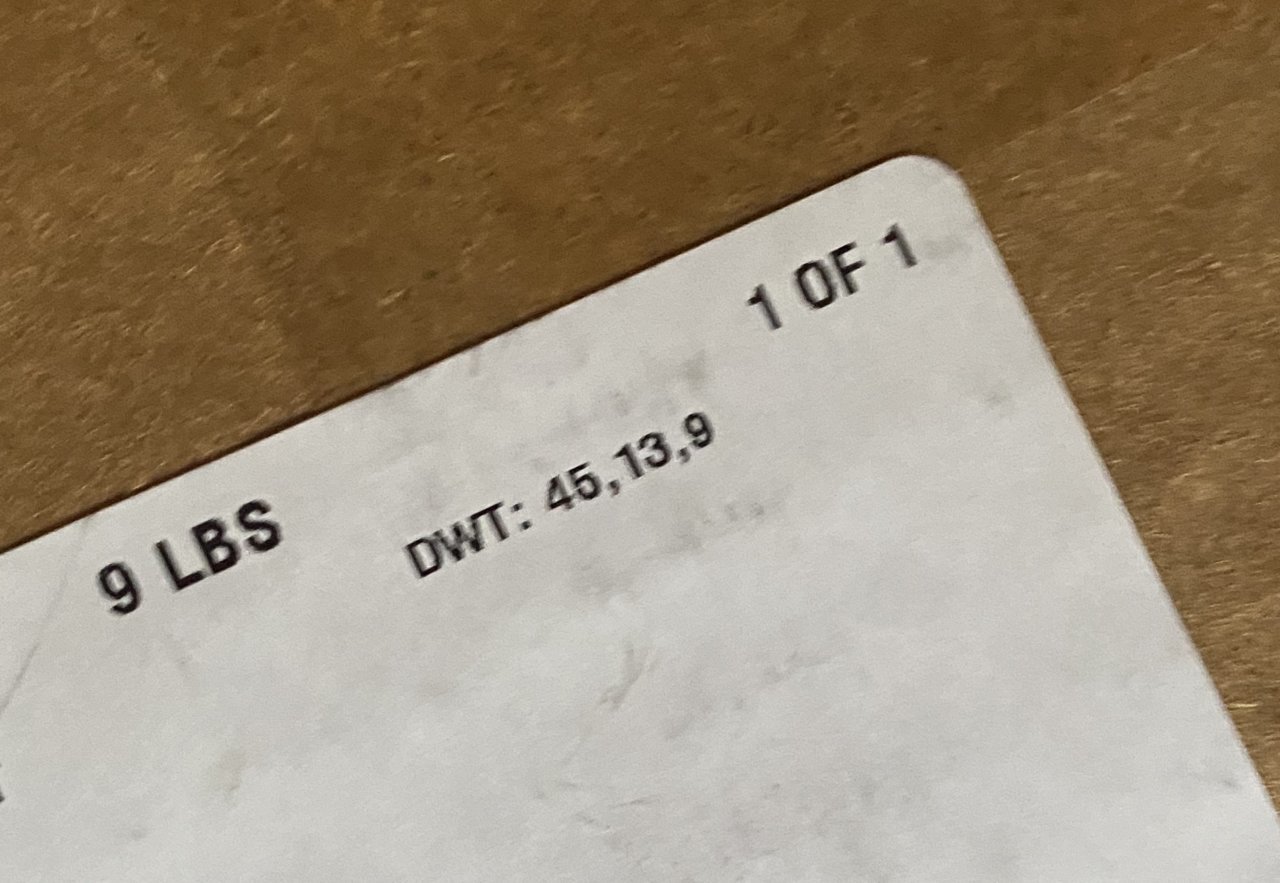 9 LBS
1 OF 1
DWT: 45,13,9